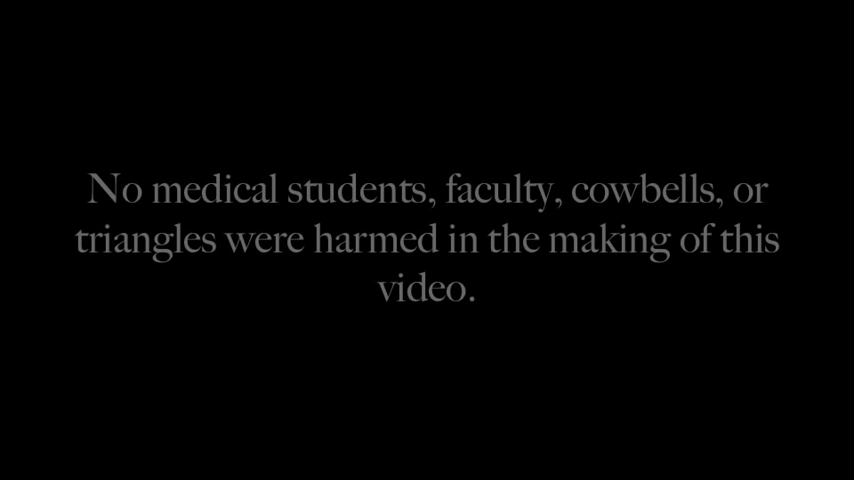 No medical students, faculty, cowbells, or
triangles were harmed in the making of this
video.